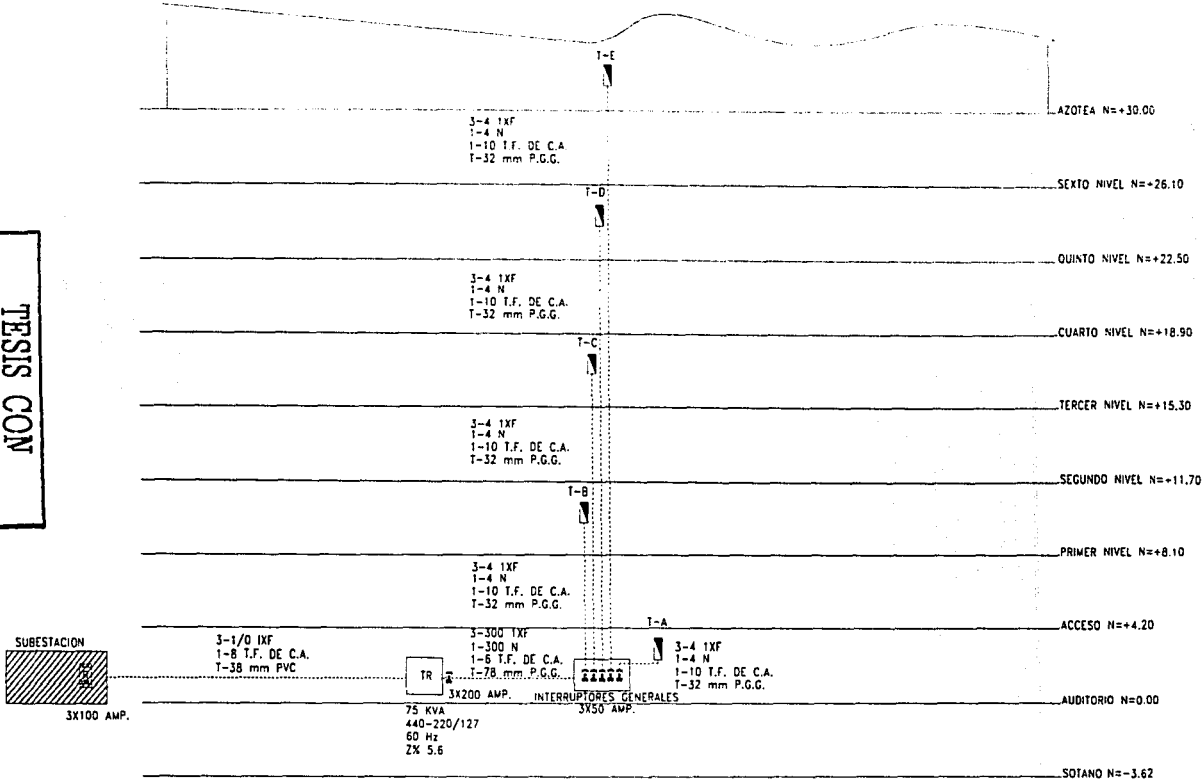 T-E
AZOTEA N=+30.00
3-4 1XF
1-4 N
1-10 T.F. DE C.A.
T-32 mm P.G.G.
SEXTO NIVEL N=+26.10
T-D
QUINTO NIVEL N=+22.50
3-4 1XF
1-4 N
1-10 T.F. DE C.A.
T-32 mm P.G.G.
CUARTO NIVEL N=+18.90
T-C
TERCER NIVEL N=+15.30
3-4 1XF
1-4 N
1-10 T.F. DE C.A.
T-32 mm P.G.G.
SEGUNDO NIVEL N=+11.70
T-B
PRIMER NIVEL N=+8.10
3-4 1XF
1-4 N
1-10 T.F. DE C.A.
T-32 mm P.G.G.
ACCESO N=+4.20
T-A
SUBESTACION
3X100 AMP.
3-1/0 1XF
1-8 T.F. DE C.A.
T-38 mm PVC
TR
75 KVA
440-220/127
60 Hz
Z% 5.6
3X200 AMP.
3-300 1XF
1-300 N
1-6 T.F. DE C.A.
T-78 mm P.G.G.
INTERRUPTORES GENERALES
3X50 AMP.
3-4 1XF
1-4 N
1-10 T.F. DE C.A.
T-32 mm P.G.G.
AUDITORIO N=0.00
SOTANO N=-3.62
TESIS CON